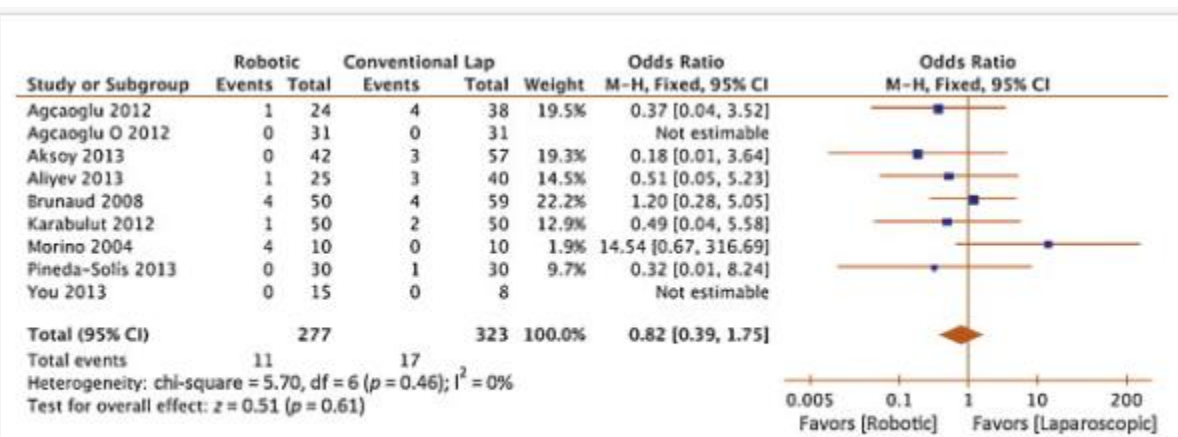 Robotic Conventional Lap Odds Ratio Odds Ratio
Study or Subgroup Events Total Events Total Weight M-H, Fixed, 95% CI M-H, Fixed, 95% CI
Agcaoglu 2012 1 24 4 38 19.5% 0.37 [0.04, 3.52]
Agcaoglu O 2012 0 31 0 31 Not estimable
Aksoy 2013 0 42 3 57 19.3% 0.18 [0.01, 3.64]
Aliyev 2013 1 25 3 40 14.5% 0.51 [0.05, 5.23]
Brunaud 2008 4 50 4 59 22.2% 1.20 [0.28, 5.05]
Karabulut 2012 1 50 2 50 12.9% 0.49 [0.04, 5.58]
Morino 2004 4 10 0 10 1.9% 14.54 [0.67, 316.69]
Pineda-Solis 2013 0 30 1 30 9.7% 0.32 [0.01, 8.24]
You 2013 0 15 0 8 Not estimable
Total (95% CI) 277 323 100.0% 0.82 [0.39, 1.75]
Total events 11 17
Heterogeneity: chi-square = 5.70, df = 6 (p = 0.46); I² = 0%
Test for overall effect: z = 0.51 (p = 0.61)
0.005 0.1 1 10 200
Favors [Robotic] Favors [Laparoscopic]